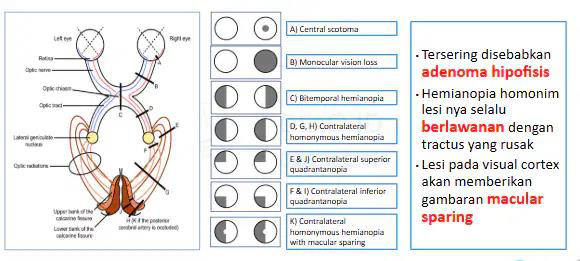 Left eye
Right eye
Retina
Optic nerve
Optic chiasm
Optic tract
Lateral geniculate
nucleus
Optic radiations
A
B
C
D
E
F
G
Upper bank of the
calcarine fissure
Lower bank of the
calcarine fissure
H (K if the posterior
cerebral artery is occluded)
A) Central scotoma
B) Monocular vision loss
C) Bitemporal hemianopia
D, G, H) Contralateral
homonymous hemianopia
E & J) Contralateral superior
quadrantanopia
F & I) Contralateral inferior
quadrantanopia
K) Contralateral
homonymous hemianopia
with macular sparing
• Tersering disebabkan
adenoma hipofisis
• Hemianopia homonim
lesi nya selalu
berlawanan dengan
tractus yang rusak
• Lesi pada visual cortex
akan memberikan
gambaran macular
sparing